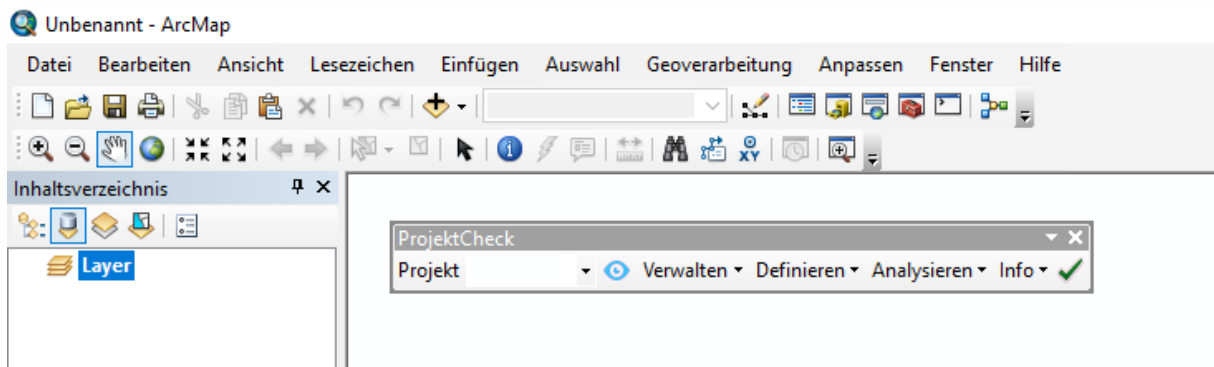 Unbenannt - ArcMap
Datei Bearbeiten Ansicht Lesezeichen Einfügen Auswahl Geoverarbeitung Anpassen Fenster Hilfe
XY
Inhaltsverzeichnis
Layer
ProjektCheck
Projekt Verwalten Definieren Analysieren Info